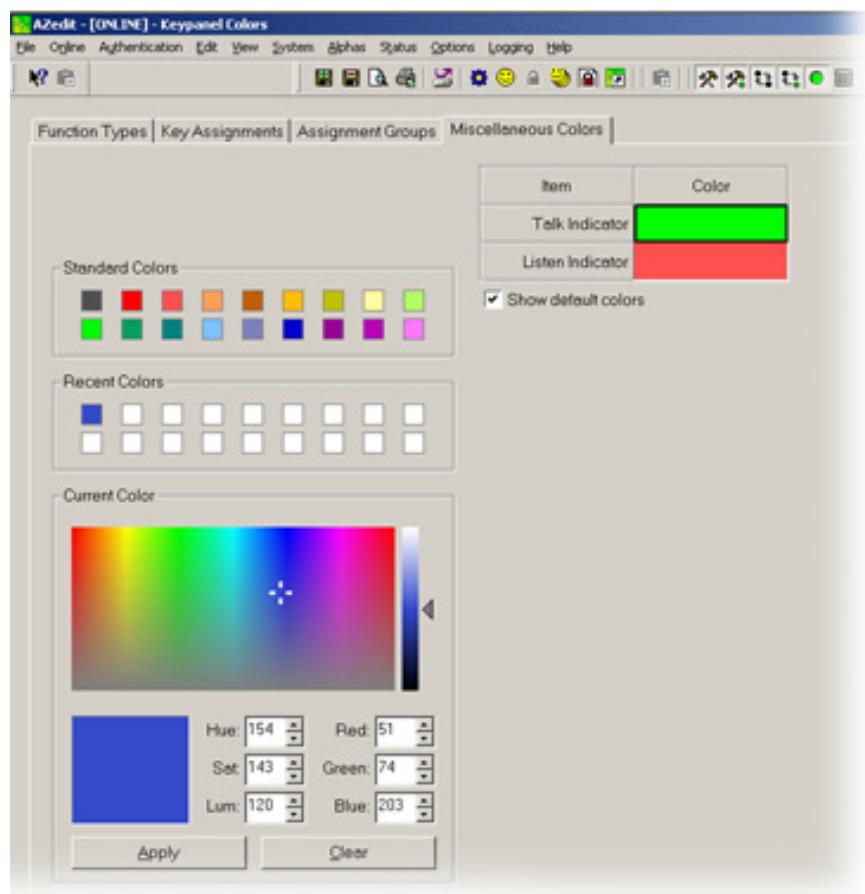 AZedit - [ONLINE] - Keypanel Colors
File Online Authentication Edit View System Alphas Status Options Logging Help
Function Types Key Assignments Assignment Groups Miscellaneous Colors
Item Color
Talk Indicator
Listen Indicator
Show default colors
Standard Colors
Recent Colors
Current Color
Hue: 154 Red: 51
Sat: 143 Green: 74
Lum: 120 Blue: 203
Apply Clear